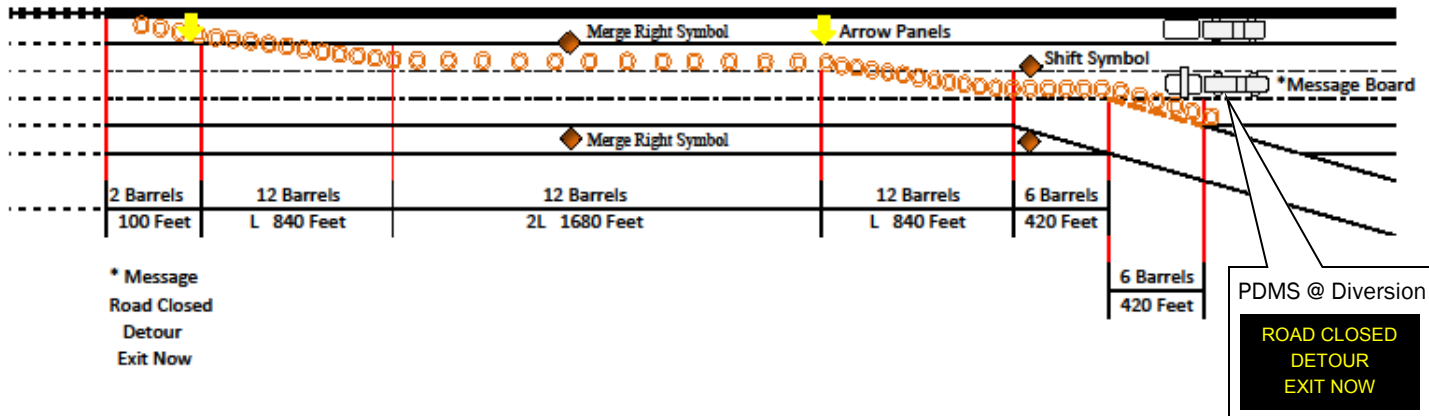 Merge Right Symbol
Arrow Panels
Shift Symbol
*Message Board
Merge Right Symbol
2 Barrels
12 Barrels
12 Barrels
12 Barrels
6 Barrels
100 Feet
L 840 Feet
2L 1680 Feet
L 840 Feet
420 Feet
6 Barrels
420 Feet
* Message
Road Closed
Detour
Exit Now
PDMS @ Diversion
ROAD CLOSED
DETOUR
EXIT NOW